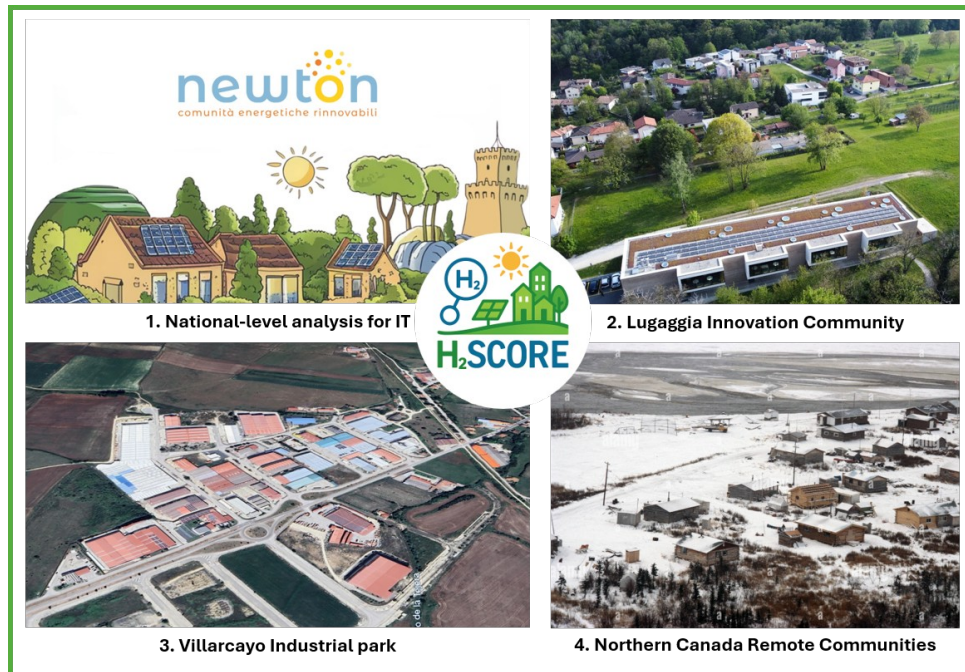 newton
comunità energetiche rinnovabili
1. National-level analysis for IT
2. Lugaggia Innovation Community
H₂
H₂SCORE
3. Villarcayo Industrial park
4. Northern Canada Remote Communities
a a a a
a
a a a